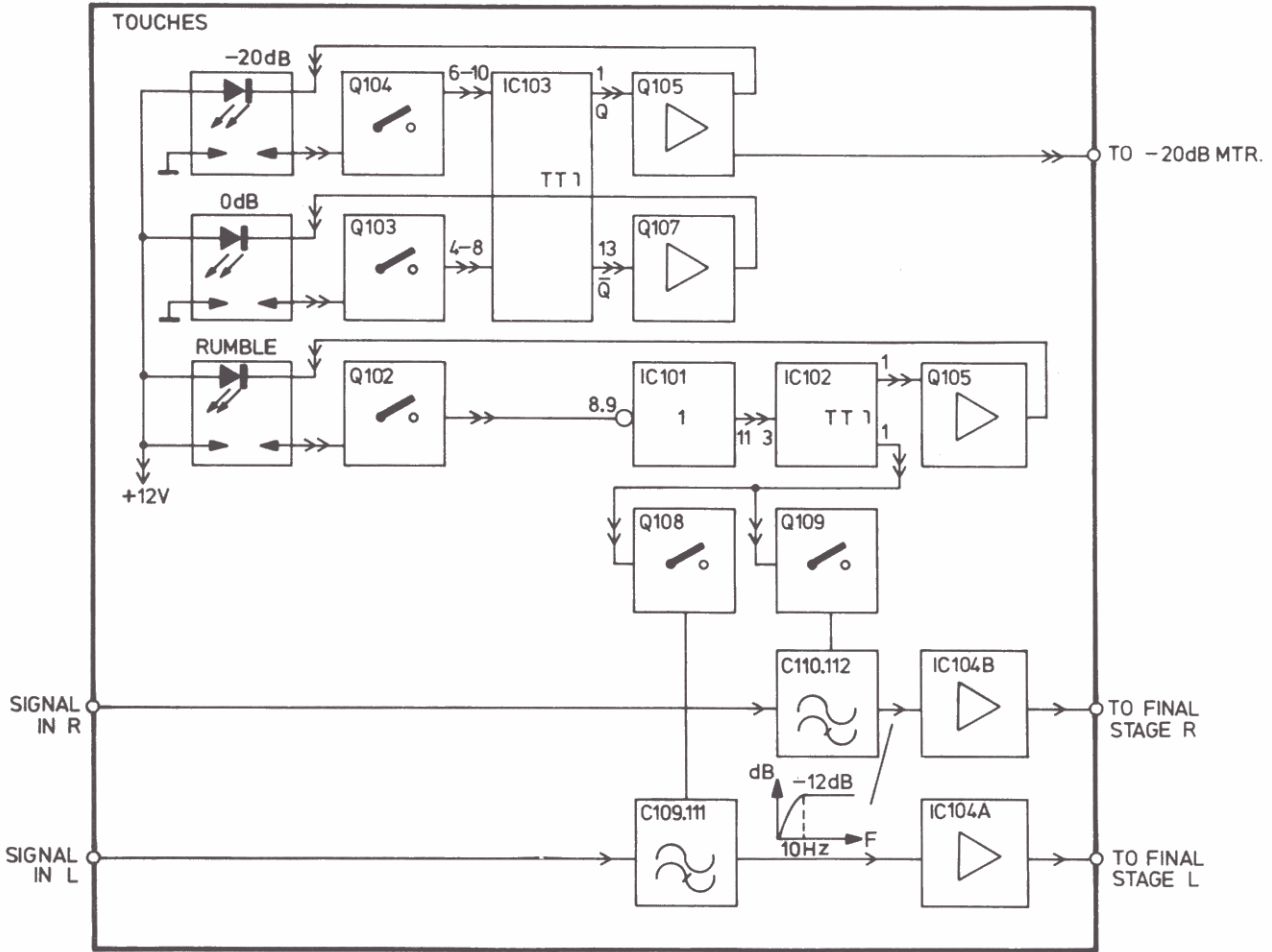 TOUCHES
-20dB
Q104
6-10
IC103
1
Q
Q105
TO -20dB MTR.
TT
0dB
Q103
4-8
13
Q̅
Q107
RUMBLE
Q102
8.9
IC101
1
11 3
IC102
TT
1
1
Q105
+12V
Q108
Q109
C110.112
IC104B
SIGNAL
IN R
TO FINAL
STAGE R
dB
-12dB
10Hz
F
C109.111
IC104A
SIGNAL
IN L
TO FINAL
STAGE L